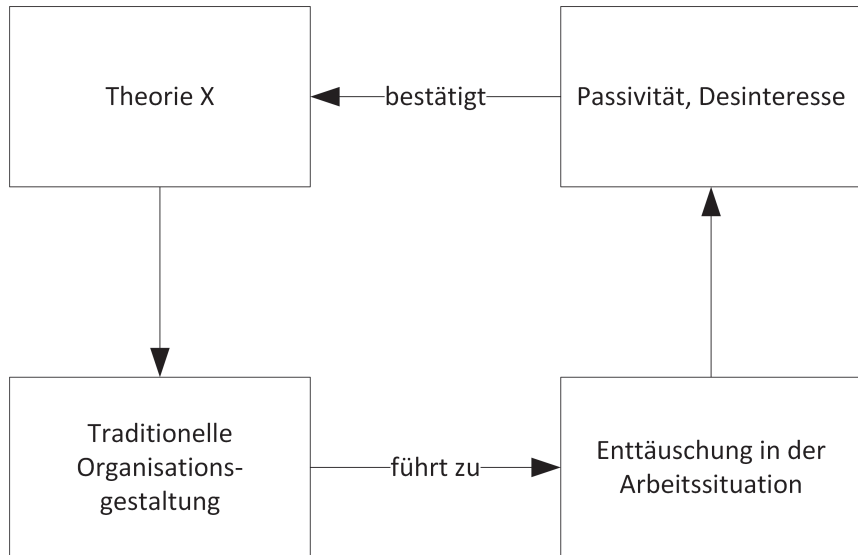 Theorie X
bestätigt
Passivität, Desinteresse
Traditionelle
Organisations-
gestaltung
führt zu
Enttäuschung in der
Arbeitssituation